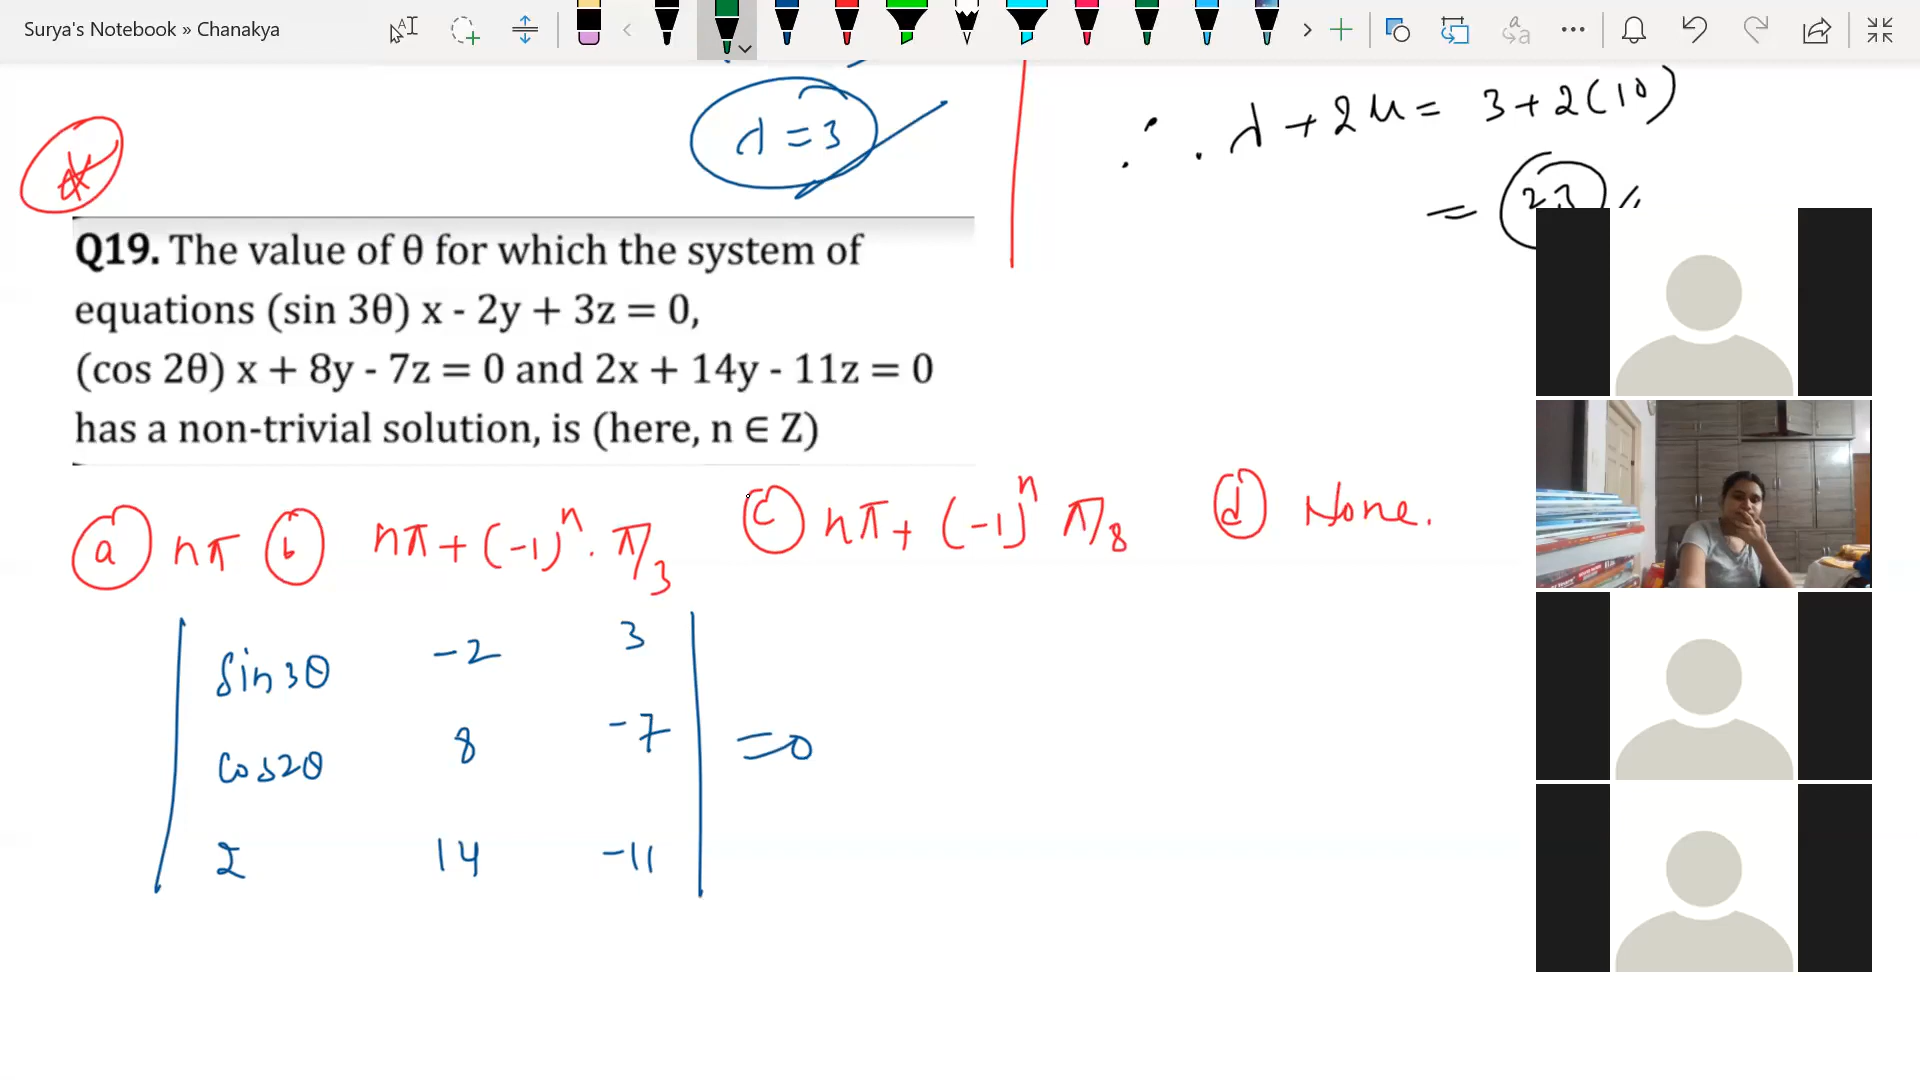 Surya's Notebook » Chanakya
λ = 3
∴ λ + 2μ = 3 + 2(10)
= 23
Q19. The value of θ for which the system of
equations (sin 3θ) x - 2y + 3z = 0,
(cos 2θ) x + 8y - 7z = 0 and 2x + 14y - 11z = 0
has a non-trivial solution, is (here, n ∈ Z)
(a) nπ (b) nπ + (-1)^n . π/3 (c) nπ + (-1)^n π/8 (d) None.
sin3θ -2 3
cos2θ 8 -7 =0
2 14 -11